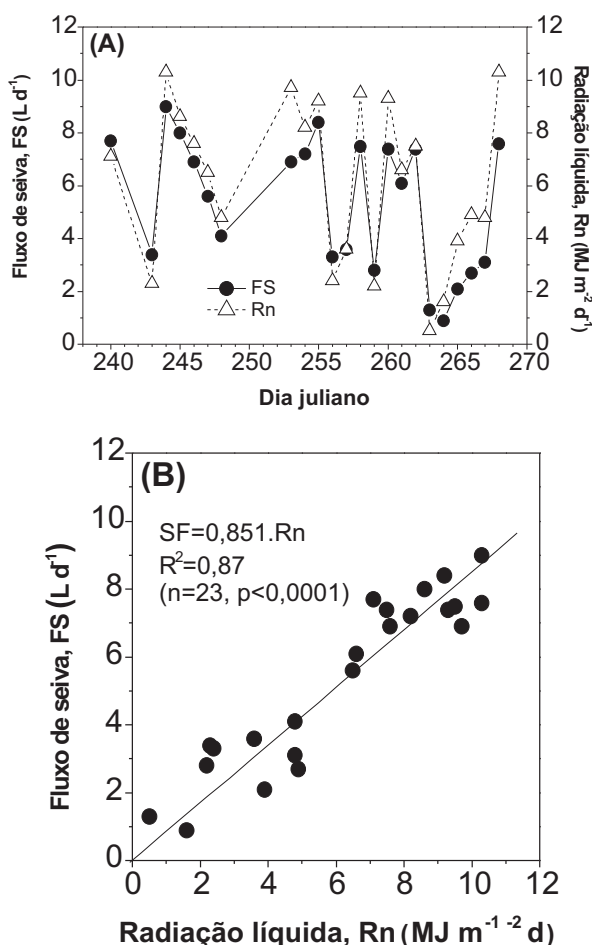 (A)
Fluxo de seiva, FS (L d⁻¹)
12
10
8
6
4
2
0
Radiação líquida, Rn (MJ m⁻² d⁻¹)
12
10
8
6
4
2
0
FS
Rn
240 245 250 255 260 265 270
Dia juliano
(B)
Fluxo de seiva, FS (L d⁻¹)
12
10
8
6
4
2
0
SF=0,851.Rn
R²=0,87
(n=23, p<0,0001)
0 2 4 6 8 10 12
Radiação líquida, Rn (MJ m⁻¹ ⁻² d)